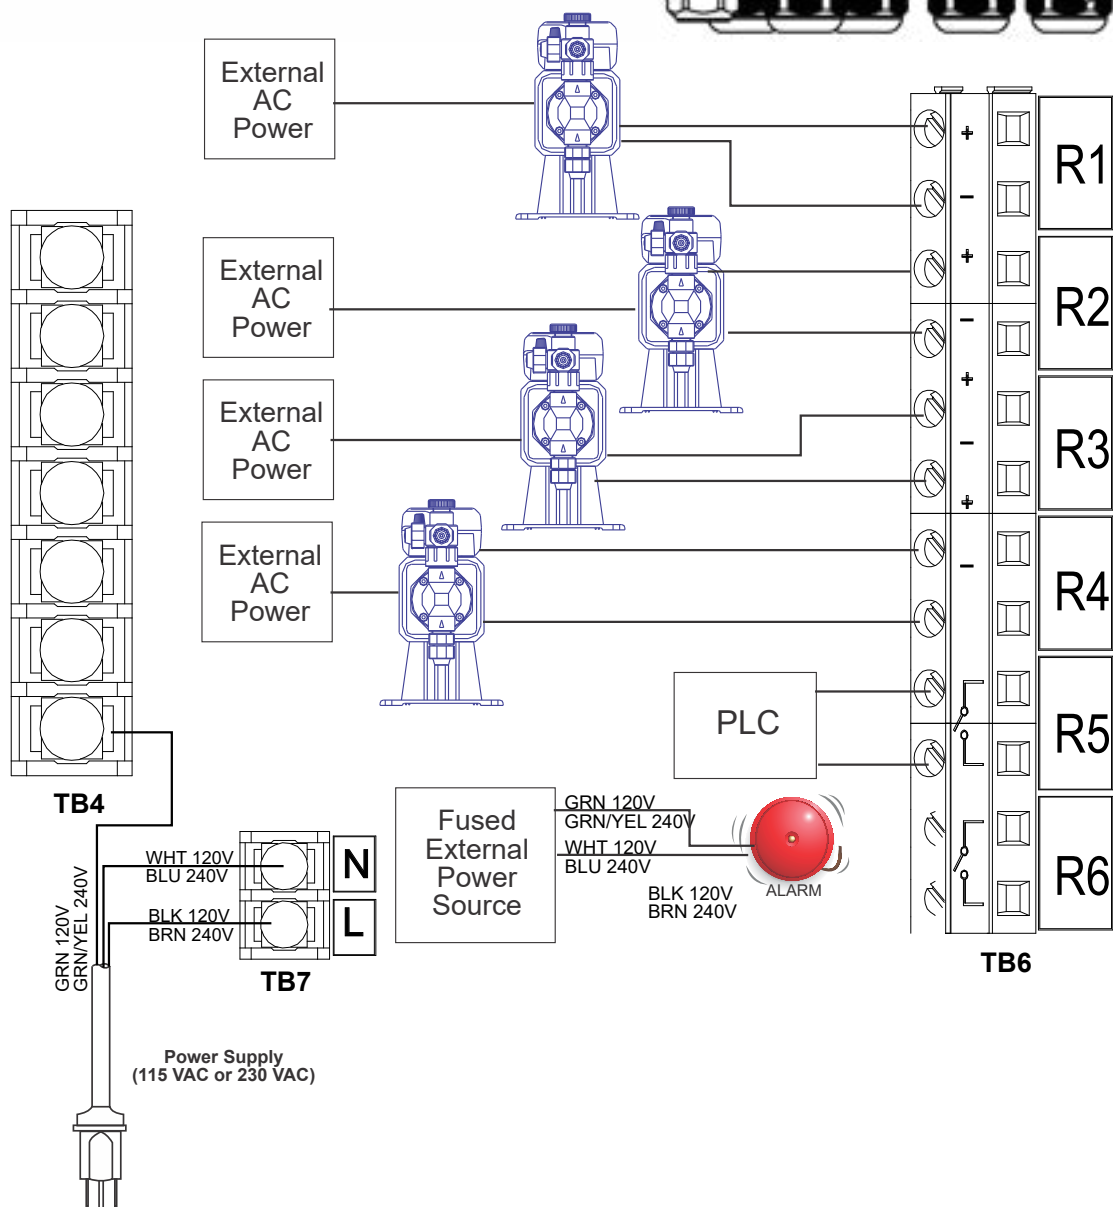 External
AC
Power
+
R1
−
External
AC
Power
+
R2
−
External
AC
Power
+
R3
−
+
External
AC
Power
−
R4
PLC
R5
TB4
Fused
External
Power
Source
GRN 120V
GRN/YEL 240V
WHT 120V
BLU 240V
BLK 120V
BRN 240V
ALARM
R6
TB6
WHT 120V
BLU 240V
N
BLK 120V
BRN 240V
L
TB7
GRN 120V
GRN/YEL 240V
Power Supply
(115 VAC or 230 VAC)